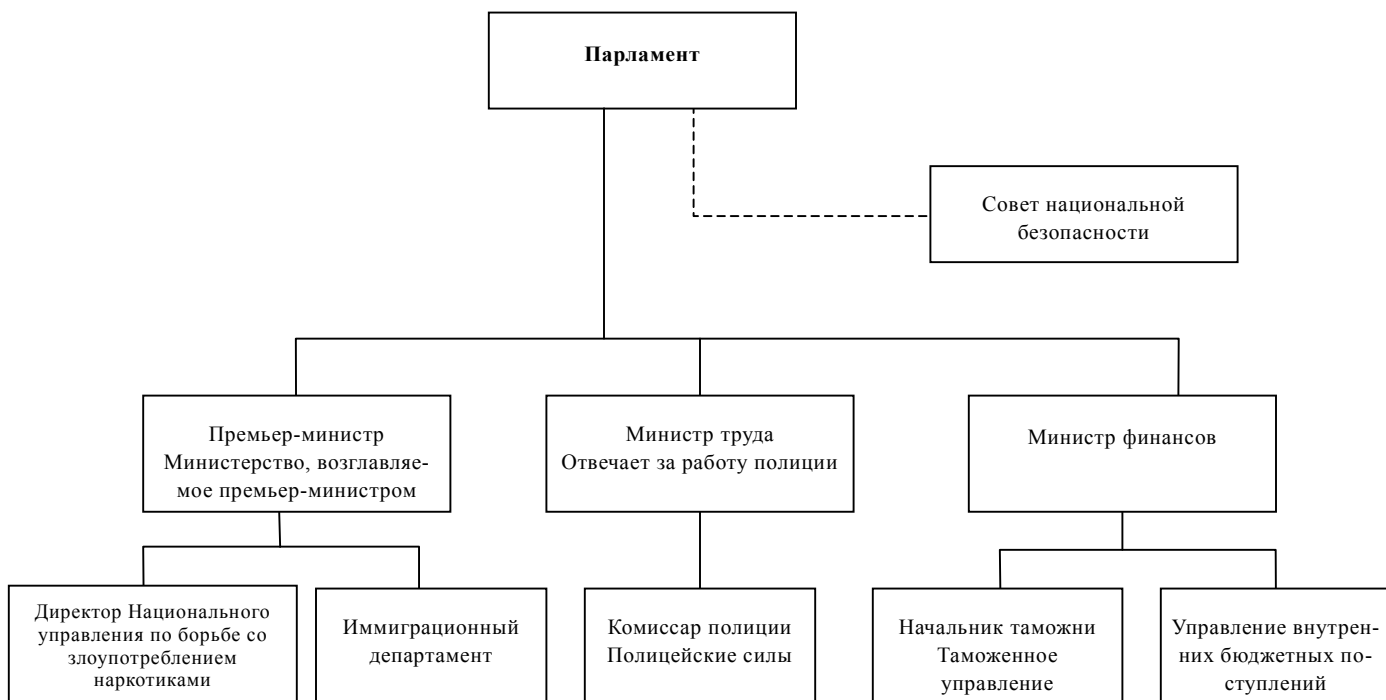 Парламент
Совет национальной
безопасности
Премьер-министр
Министерство, возглавляе-
мое премьер-министром
Министр труда
Отвечает за работу полиции
Министр финансов
Директор Национального
управления по борьбе со
злоупотреблением
наркотиками
Иммиграционный
департамент
Комиссар полиции
Полицейские силы
Начальник таможни
Таможенное
управление
Управление внутрен-
них бюджетных по-
ступлений